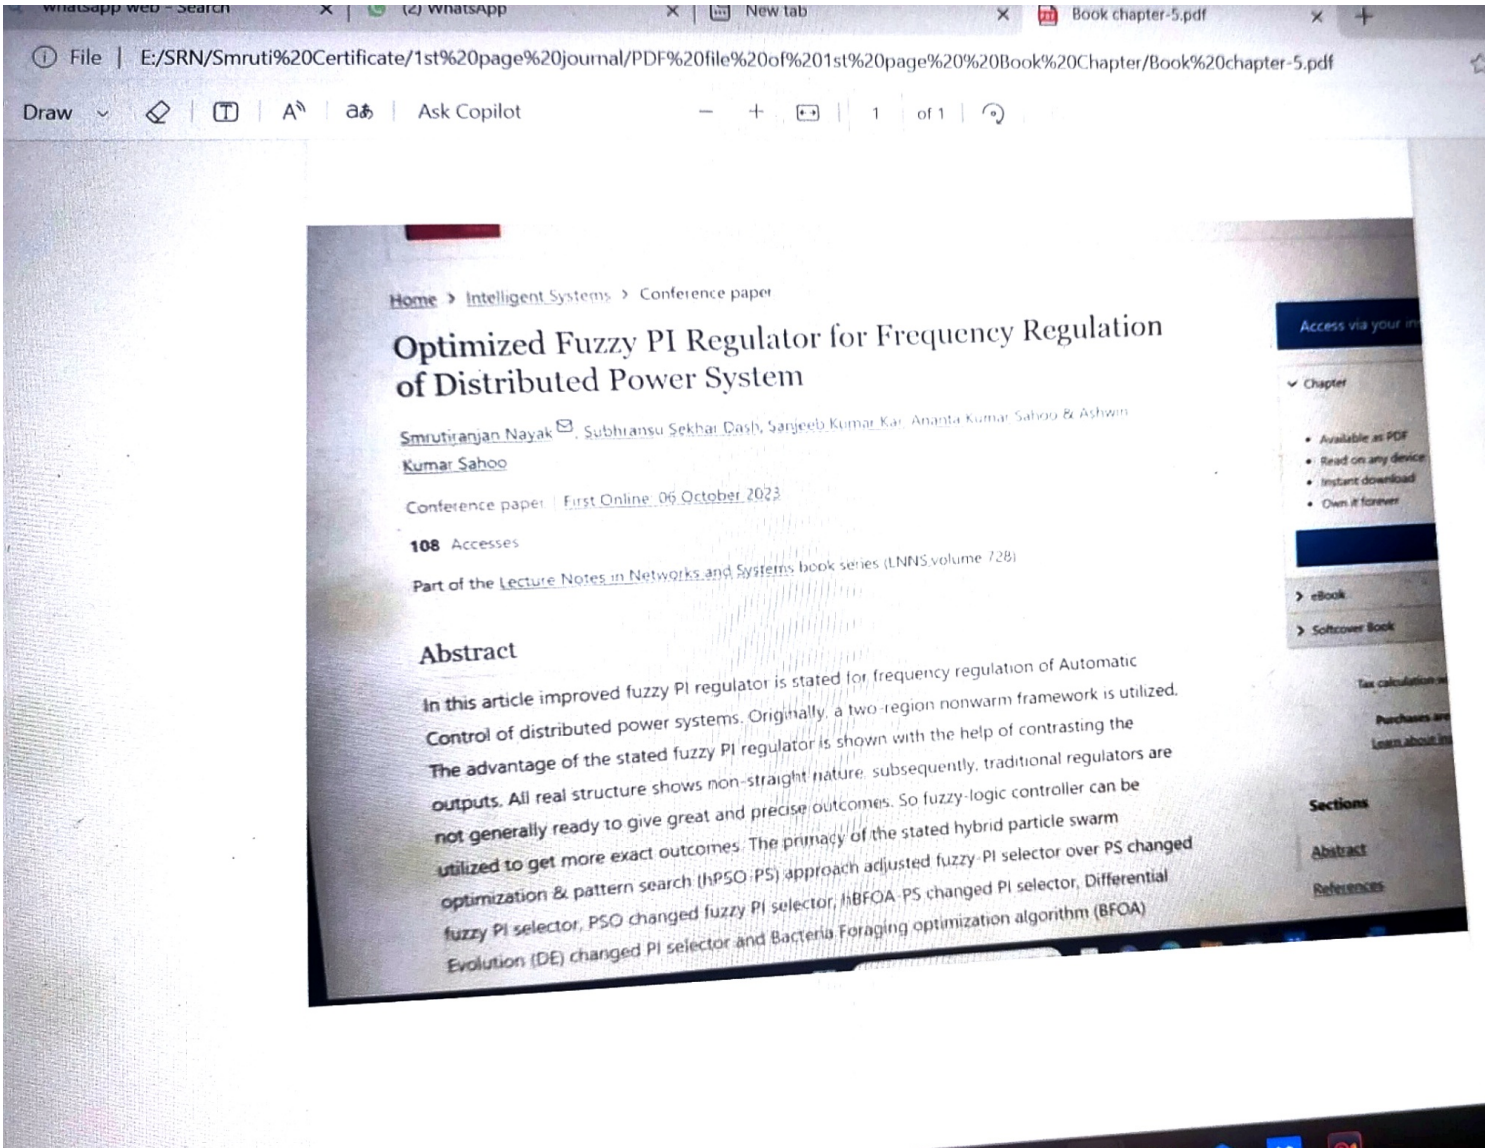 whatsapp web - Search
(2) WhatsApp
New tab
Book chapter-5.pdf
File | E:/SRN/Smruti%20Certificate/1st%20page%20journal/PDF%20file%20of%201st%20page%20%20Book%20Chapter/Book%20chapter-5.pdf
Draw
aあ
Ask Copilot
1 of 1
Home > Intelligent Systems > Conference paper
Optimized Fuzzy PI Regulator for Frequency Regulation
of Distributed Power System
Smrutiranjan Nayak, Subhransu Sekhar Dash, Sanjeeb Kumar Kar, Ananta Kumar Sahoo & Ashwin
Kumar Sahoo
Conference paper | First Online: 06 October 2023
108 Accesses
Part of the Lecture Notes in Networks and Systems book series (LNNS,volume 728)
Abstract
In this article improved fuzzy PI regulator is stated for frequency regulation of Automatic
Control of distributed power systems. Originally, a two-region nonwarm framework is utilized.
The advantage of the stated fuzzy PI regulator is shown with the help of contrasting the
outputs. All real structure shows non-straight nature, subsequently, traditional regulators are
not generally ready to give great and precise outcomes. So fuzzy-logic controller can be
utilized to get more exact outcomes. The primacy of the stated hybrid particle swarm
optimization & pattern search (hPSO-PS) approach adjusted fuzzy-PI selector over PS changed
fuzzy PI selector, PSO changed fuzzy PI selector, hBFOA-PS changed PI selector, Differential
Evolution (DE) changed PI selector and Bacteria Foraging optimization algorithm (BFOA)
Access via your
Chapter
Available as PDF
Read on any device
Instant download
Own it forever
eBook
Softcover Book
Tax calculation
Purchases are
Learn about
Sections
Abstract
References